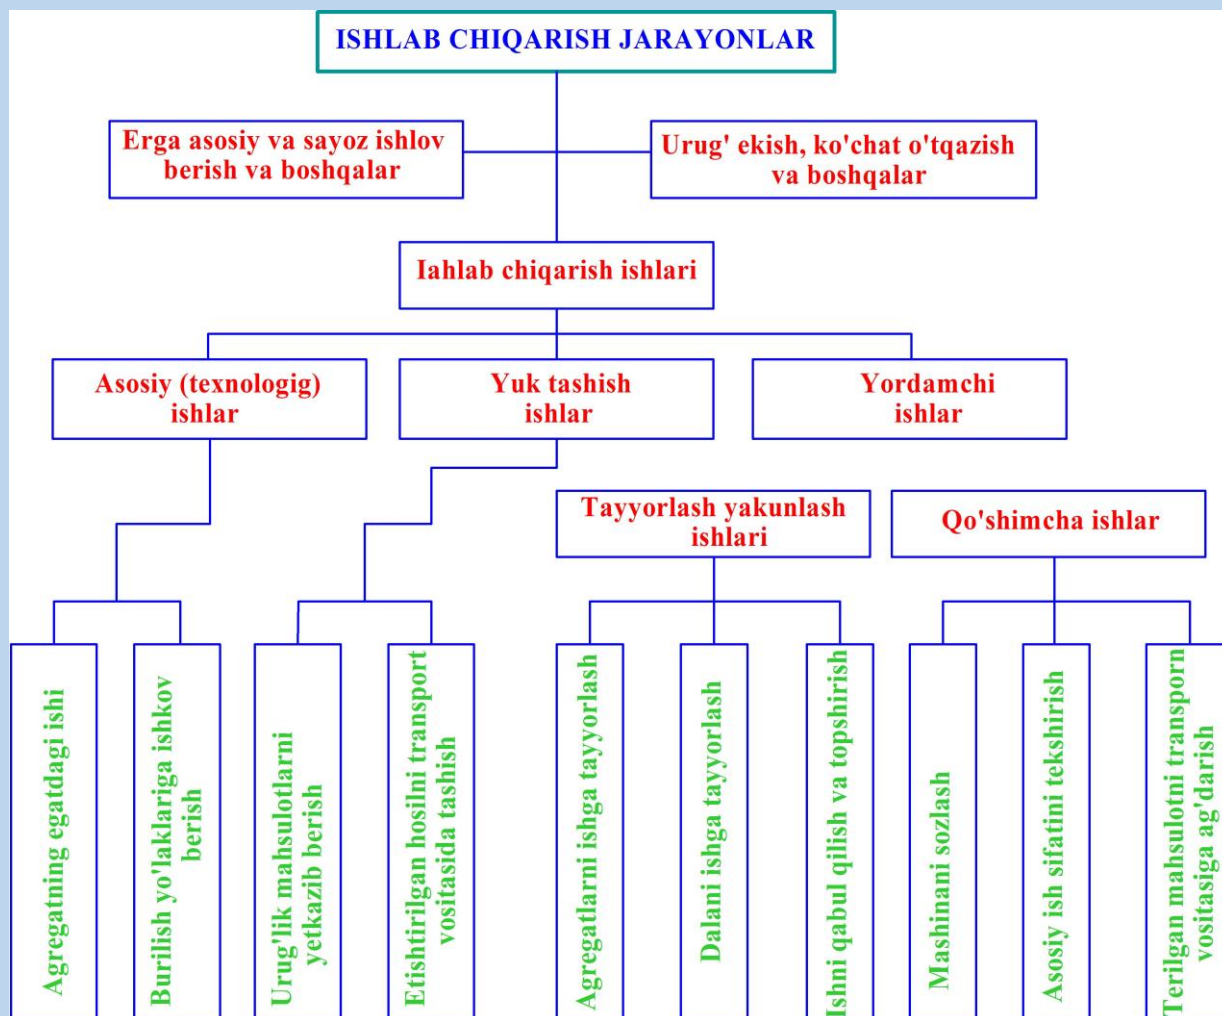 ISHLAB CHIQARISH JARAYONLAR
Erga asosiy va sayoz ishlov
berish va boshqalar
Urug' ekish, ko'chat o'tqazish
va boshqalar
Iahlab chiqarish ishlari
Asosiy (texnologig)
ishlar
Yuk tashish
ishlar
Yordamchi
ishlar
Tayyorlash yakunlash
ishlari
Qo'shimcha ishlar
Agregatning egatdagi ishi
Burilish yo'laklariga ishkov
berish
Urug'lik mahsulotlarni
yetkazib berish
Etishtirilgan hosilni transport
vositasida tashish
Agregatlarni ishga tayyorlash
Dalani ishga tayyorlash
Ishni qabul qilish va topshirish
Mashinani sozlash
Asosiy ish sifatini tekshirish
Terilgan mahsulotni transporn
vositasiga ag'darish